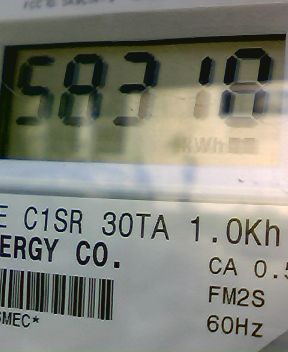 58318
kWh
E C1SR 30TA 1.0Kh
ERGY CO.
CA 0.5
FM2S
60Hz
SMEC*